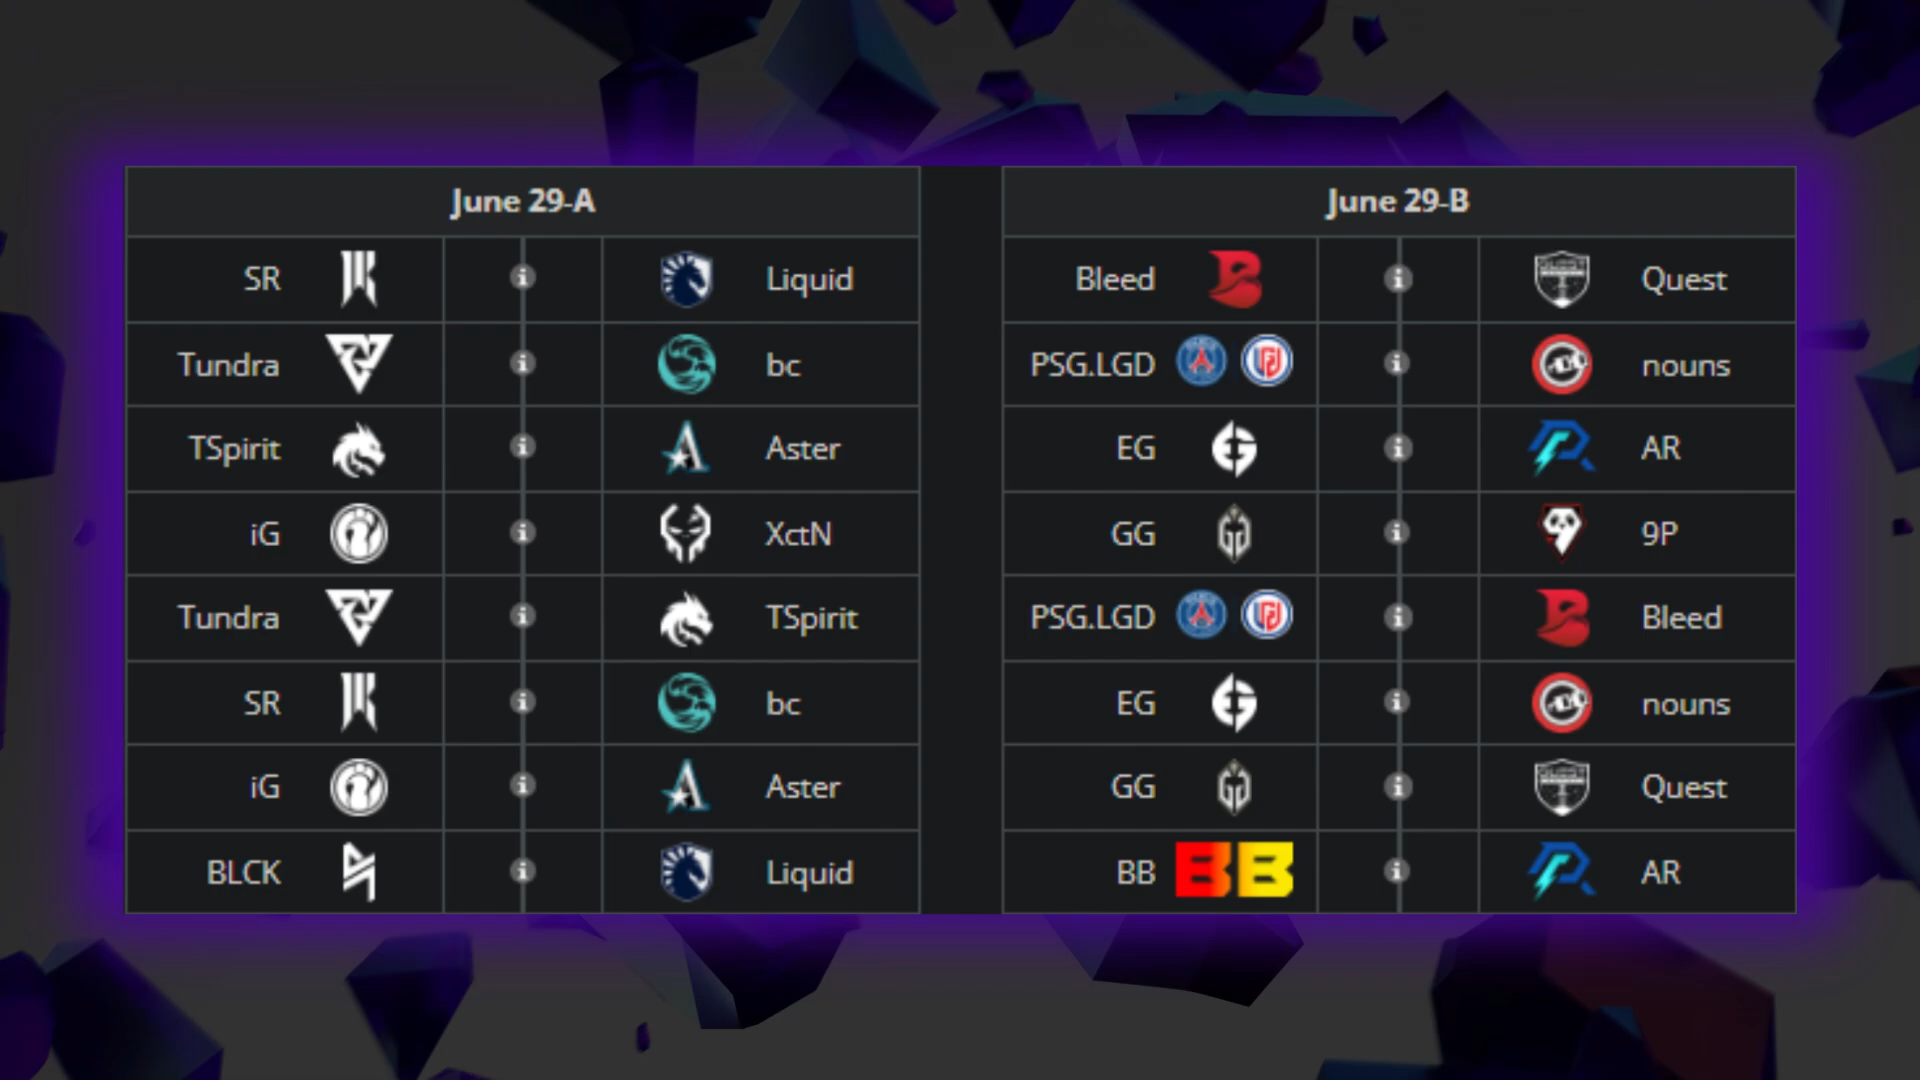 June 29-A
SR Liquid
Tundra bc
TSpirit Aster
iG XctN
Tundra TSpirit
SR bc
iG Aster
BLCK Liquid
June 29-B
Bleed Quest
PSG.LGD nouns
EG AR
GG 9P
PSG.LGD Bleed
EG nouns
GG Quest
BB BB AR